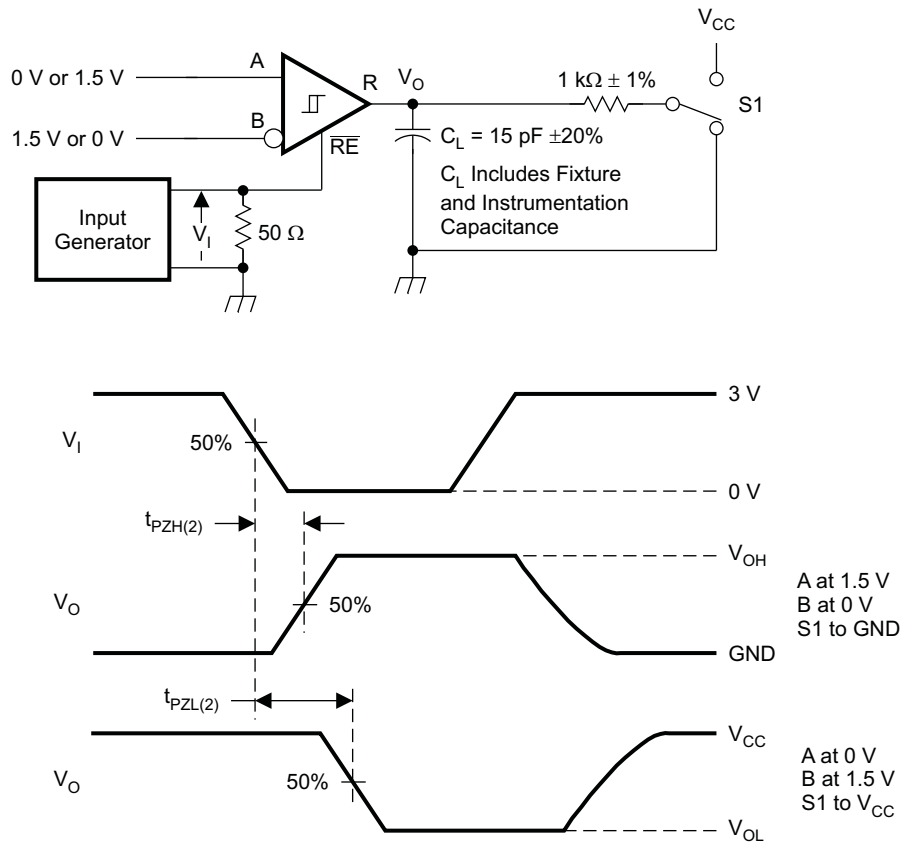 V_CC
0 V or 1.5 V
A
R
V_O
1 kΩ ± 1%
S1
1.5 V or 0 V
B
R̅E̅
C_L = 15 pF ±20%
C_L Includes Fixture
and Instrumentation
Capacitance
Input
Generator
V_I
50 Ω
3 V
V_I
50%
0 V
t_PZH(2)
V_OH
A at 1.5 V
B at 0 V
S1 to GND
V_O
50%
GND
t_PZL(2)
V_CC
A at 0 V
B at 1.5 V
S1 to V_CC
V_O
50%
V_OL